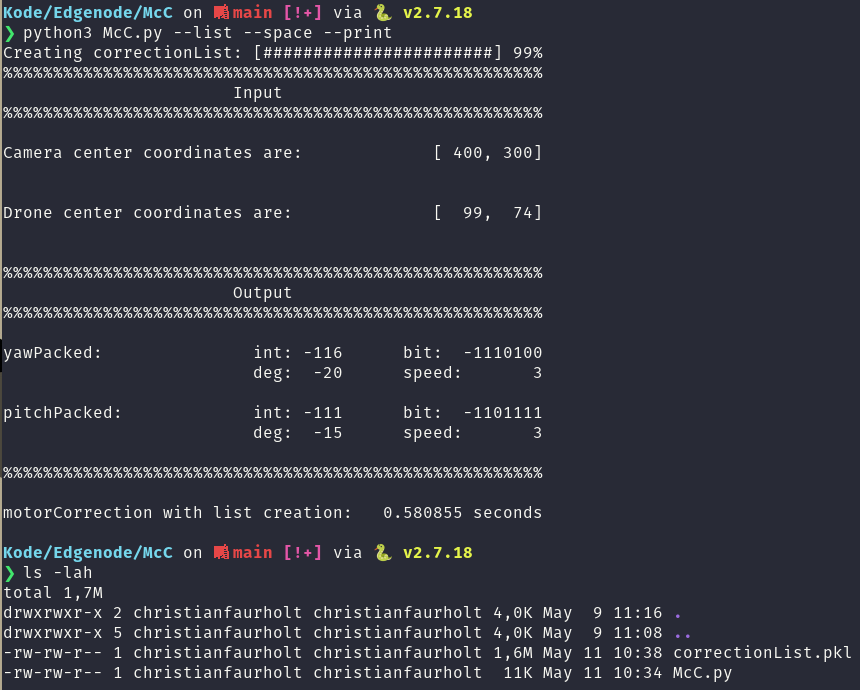 Kode/Edgenode/McC on main [!+] via 🐍 v2.7.18
❯ python3 McC.py --list --space --print
Creating correctionList: [#######################] 99%
%%%%%%%%%%%%%%%%%%%%%%%%%%%%%%%%%%%%%%%%%%%%%%%%%%%%%%
Input
%%%%%%%%%%%%%%%%%%%%%%%%%%%%%%%%%%%%%%%%%%%%%%%%%%%%%%
Camera center coordinates are:             [ 400, 300]
Drone center coordinates are:              [  99,  74]
%%%%%%%%%%%%%%%%%%%%%%%%%%%%%%%%%%%%%%%%%%%%%%%%%%%%%%
Output
%%%%%%%%%%%%%%%%%%%%%%%%%%%%%%%%%%%%%%%%%%%%%%%%%%%%%%
yawPacked:               int: -116      bit:  -1110100
deg:  -20      speed:       3
pitchPacked:             int: -111      bit:  -1101111
deg:  -15      speed:       3
%%%%%%%%%%%%%%%%%%%%%%%%%%%%%%%%%%%%%%%%%%%%%%%%%%%%%%
motorCorrection with list creation:   0.580855 seconds
Kode/Edgenode/McC on main [!+] via 🐍 v2.7.18
❯ ls -lah
total 1,7M
drwxrwxr-x 2 christianfaurholt christianfaurholt 4,0K May  9 11:16 .
drwxrwxr-x 5 christianfaurholt christianfaurholt 4,0K May  9 11:08 ..
-rw-rw-r-- 1 christianfaurholt christianfaurholt 1,6M May 11 10:38 correctionList.pkl
-rw-rw-r-- 1 christianfaurholt christianfaurholt  11K May 11 10:34 McC.py